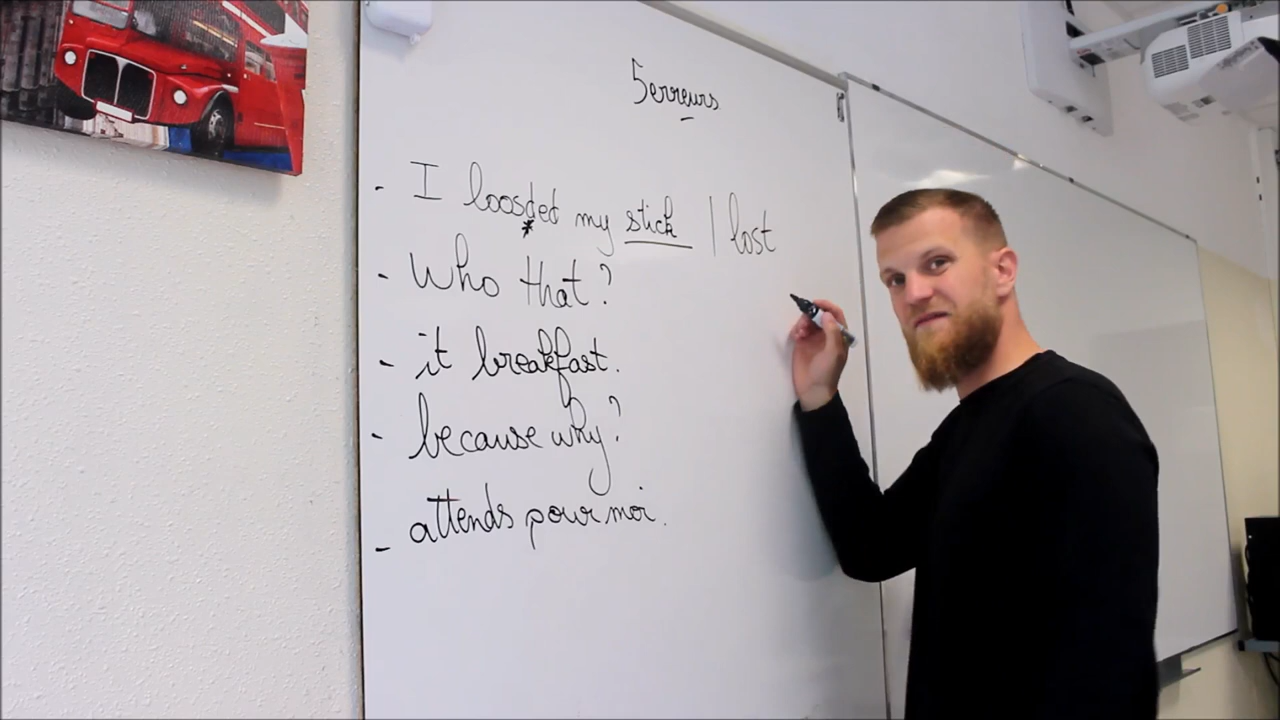 5 erreurs
- I loosded my stick | lost
*
- Who that ?
- it breakfast.
- because why ?
- attends pour moi.